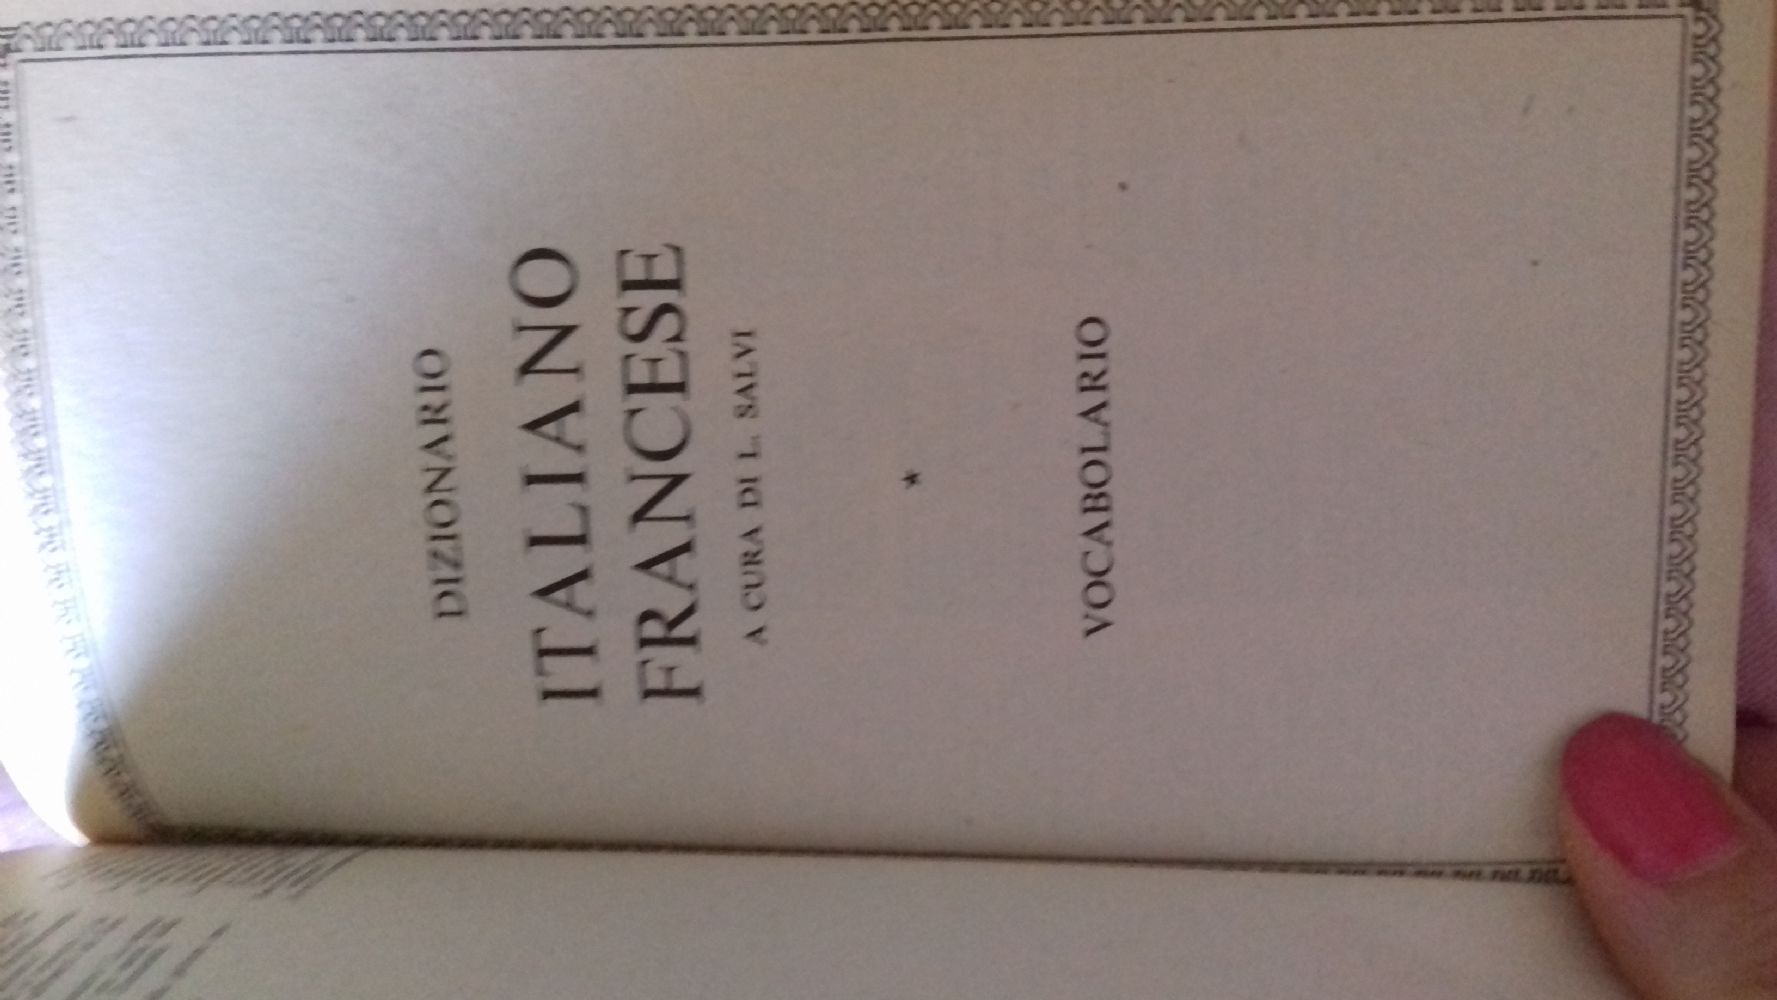 DIZIONARIO
ITALIANO
FRANCESE
A CURA DI L. SALVI
*
VOCABOLARIO